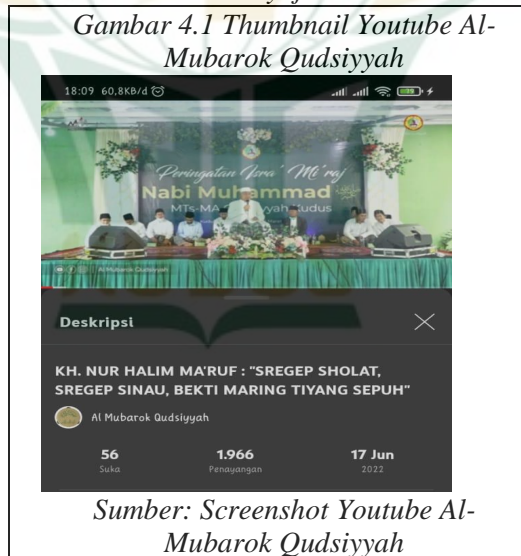 Gambar 4.1 Thumbnail Youtube Al-
Mubarok Qudsiyyah
18:09 60,8KB/d
Peringatan Isra' Mi'raj
Nabi Muhammad
MTs-MA Qudsiyyah Kudus
Al Mubarok Qudsiyyah
Deskripsi
KH. NUR HALIM MA'RUF : "SREGEP SHOLAT,
SREGEP SINAU, BEKTI MARING TIYANG SEPUH"
Al Mubarok Qudsiyyah
56 1.966 17 Jun
Suka Penayangan 2022
Sumber: Screenshot Youtube Al-
Mubarok Qudsiyyah